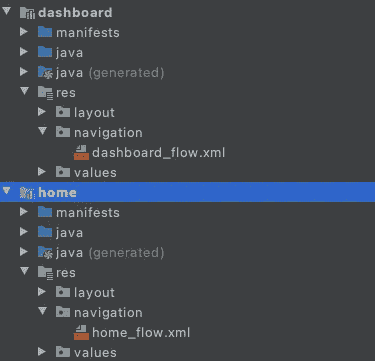 dashboard
manifests
java
java (generated)
res
layout
navigation
dashboard_flow.xml
values
home
manifests
java
java (generated)
res
layout
navigation
home_flow.xml
values